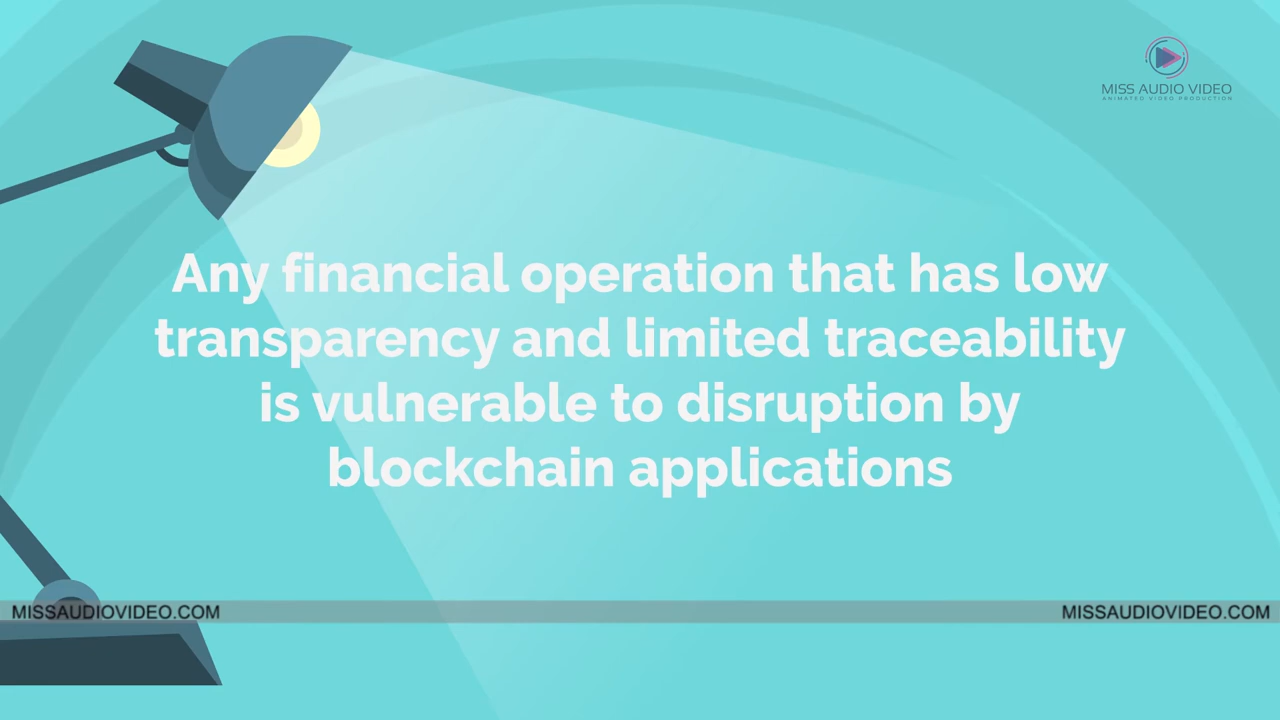 MISS AUDIO VIDEO
ANIMATED VIDEO PRODUCTION
Any financial operation that has low
transparency and limited traceability
is vulnerable to disruption by
blockchain applications
MISSAUDIOVIDEO.COM
MISSAUDIOVIDEO.COM